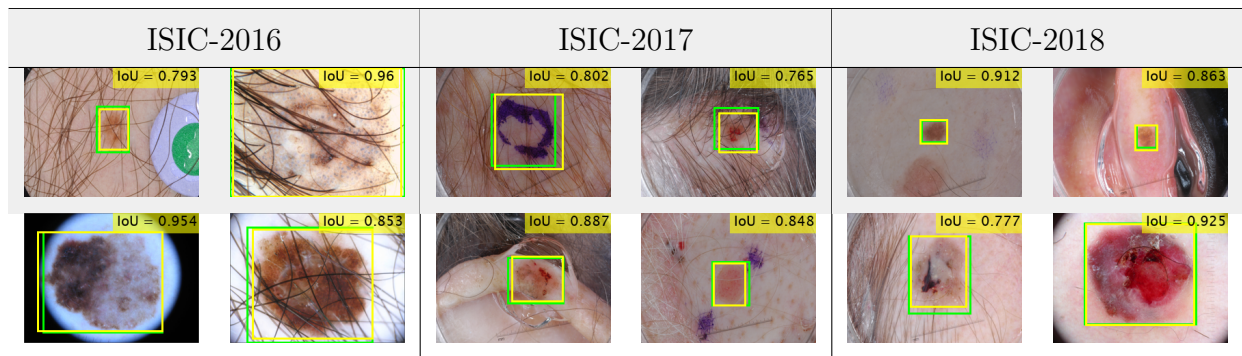 ISIC-2016 ISIC-2017 ISIC-2018
IoU = 0.793 IoU = 0.96 IoU = 0.802 IoU = 0.765 IoU = 0.912 IoU = 0.863
IoU = 0.954 IoU = 0.853 IoU = 0.887 IoU = 0.848 IoU = 0.777 IoU = 0.925